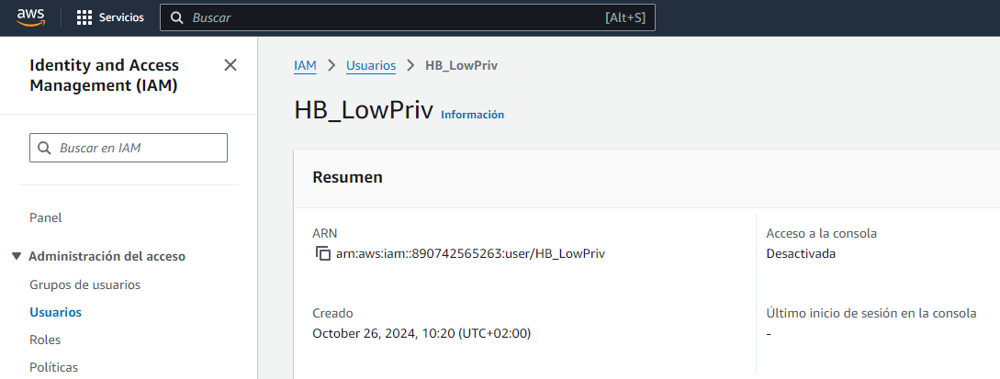 aws
Servicios
Buscar
[Alt+S]
Identity and Access
Management (IAM)
Buscar en IAM
Panel
Administración del acceso
Grupos de usuarios
Usuarios
Roles
Políticas
IAM > Usuarios > HB_LowPriv
HB_LowPriv Información
Resumen
ARN
arn:aws:iam::890742565263:user/HB_LowPriv
Creado
October 26, 2024, 10:20 (UTC+02:00)
Acceso a la consola
Desactivada
Último inicio de sesión en la consola
-